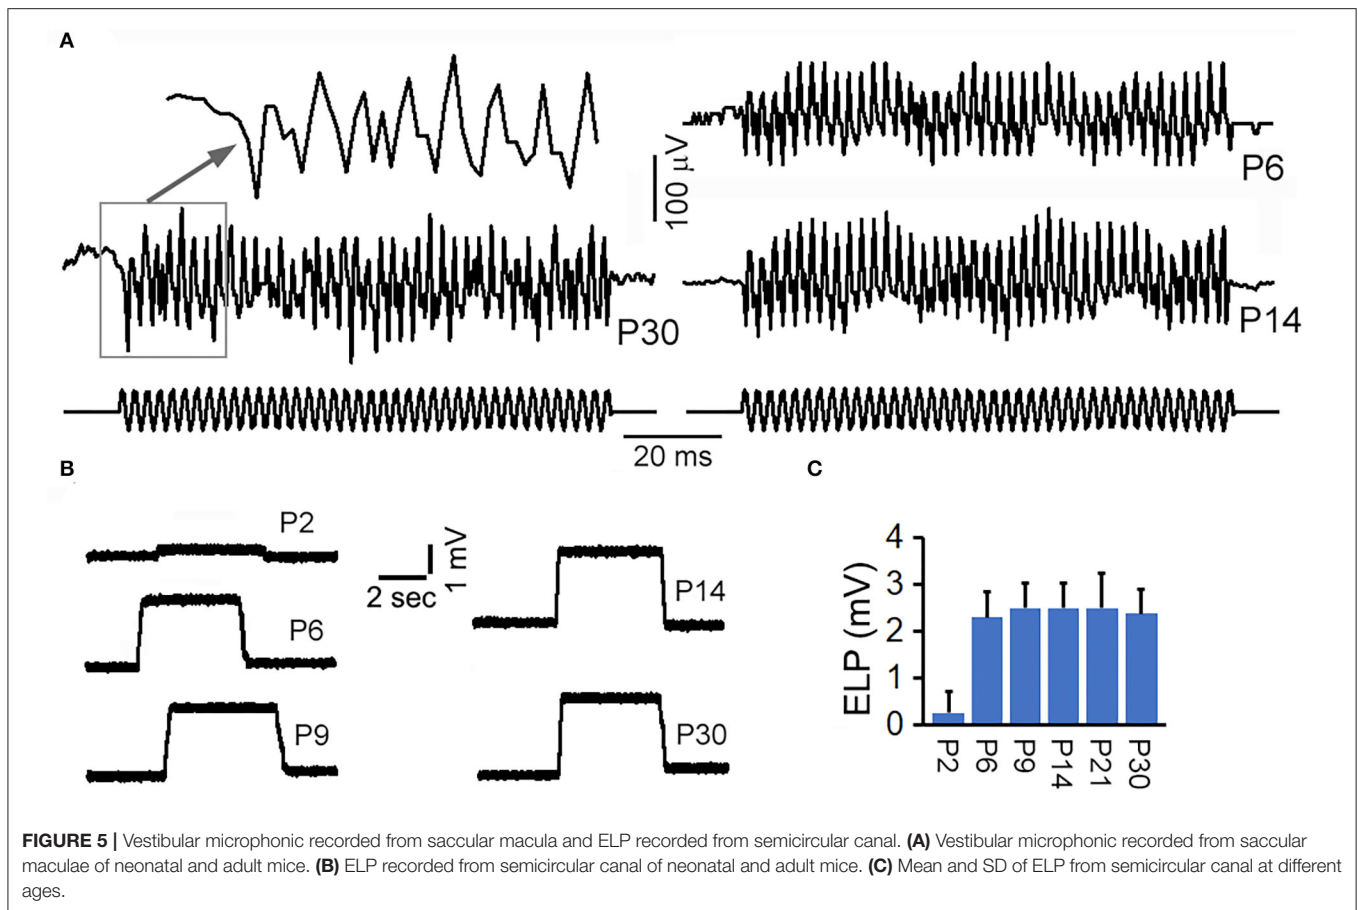 A
P6
100 µV
P30
P14
20 ms
B
P2
1 mV
2 sec
P14
P6
P9
P30
C
ELP (mV)
4
3
2
1
0
P2
P6
P9
P14
P21
P30
FIGURE 5 | Vestibular microphonic recorded from saccular macula and ELP recorded from semicircular canal. (A) Vestibular microphonic recorded from saccular
maculae of neonatal and adult mice. (B) ELP recorded from semicircular canal of neonatal and adult mice. (C) Mean and SD of ELP from semicircular canal at different
ages.